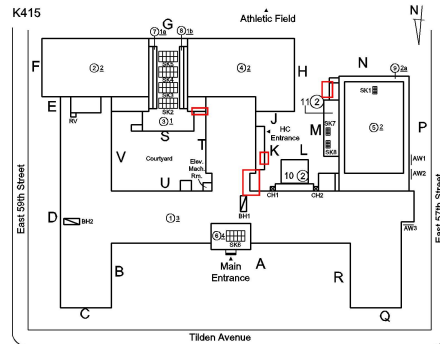 K415
Athletic Field
G
7 1a
8 1b
9 2a
N
F
2 2
SK5
SK4
SK3
SK2
4 2
H
SK1
E
RV
3 1
S
T
J
HC
Entrance
K
11 2
M
SK7
SK8
5 2
P
V
Courtyard
Elev.
Mach.
Rm.
U
L
10 2
AW1
AW2
CH1
CH2
BH1
East 59th Street
East 57th Street
D
BH2
1 3
6 4
SK6
AW3
Main
Entrance
A
B
R
C
Q
Tilden Avenue